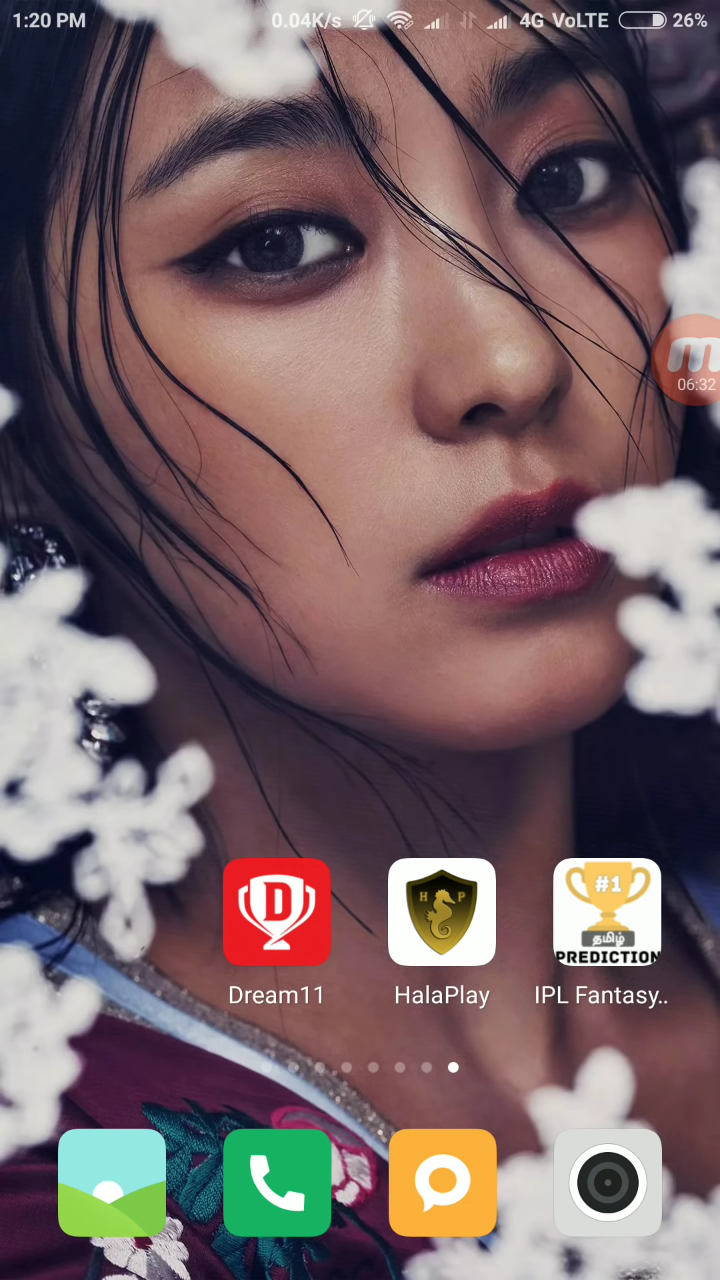 1:20 PM 0.04K/s 4G VoLTE 26%
m
06:32
D
H P
#1
தமிழ்
PREDICTION
Dream11 HalaPlay IPL Fantasy..